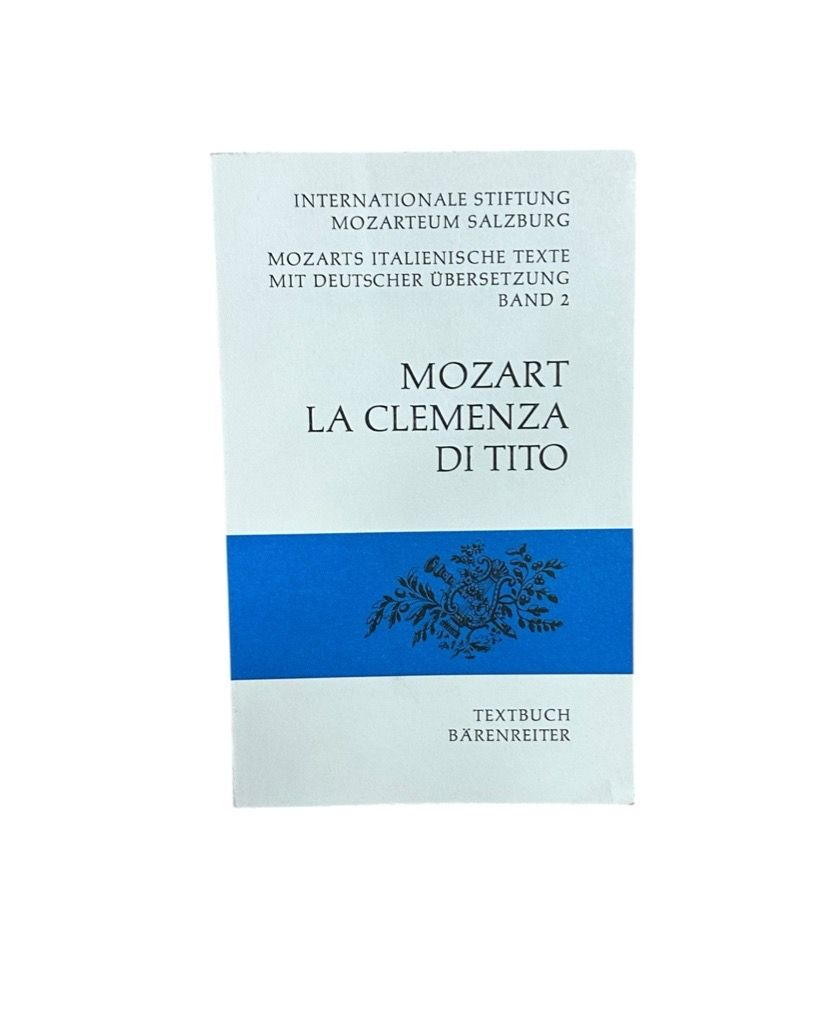 INTERNATIONALE STIFTUNG
MOZARTEUM SALZBURG
MOZARTS ITALIENISCHE TEXTE
MIT DEUTSCHER ÜBERSETZUNG
BAND 2
MOZART
LA CLEMENZA
DI TITO
TEXTBUCH
BÄRENREITER